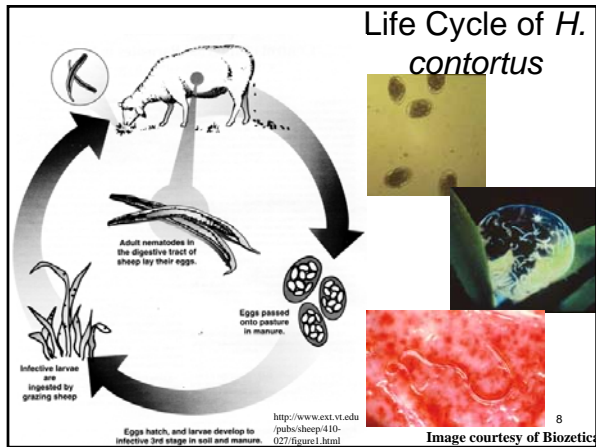 Life Cycle of H.
contortus
Adult nematodes in
the digestive tract of
sheep lay their eggs.
Eggs passed
onto pasture
in manure.
Infective larvae
are
ingested by
grazing sheep
Eggs hatch, and larvae develop to
infective 3rd stage in soil and manure.
http://www.ext.vt.edu
/pubs/sheep/410-
027/figure1.html
8
Image courtesy of Biozetica